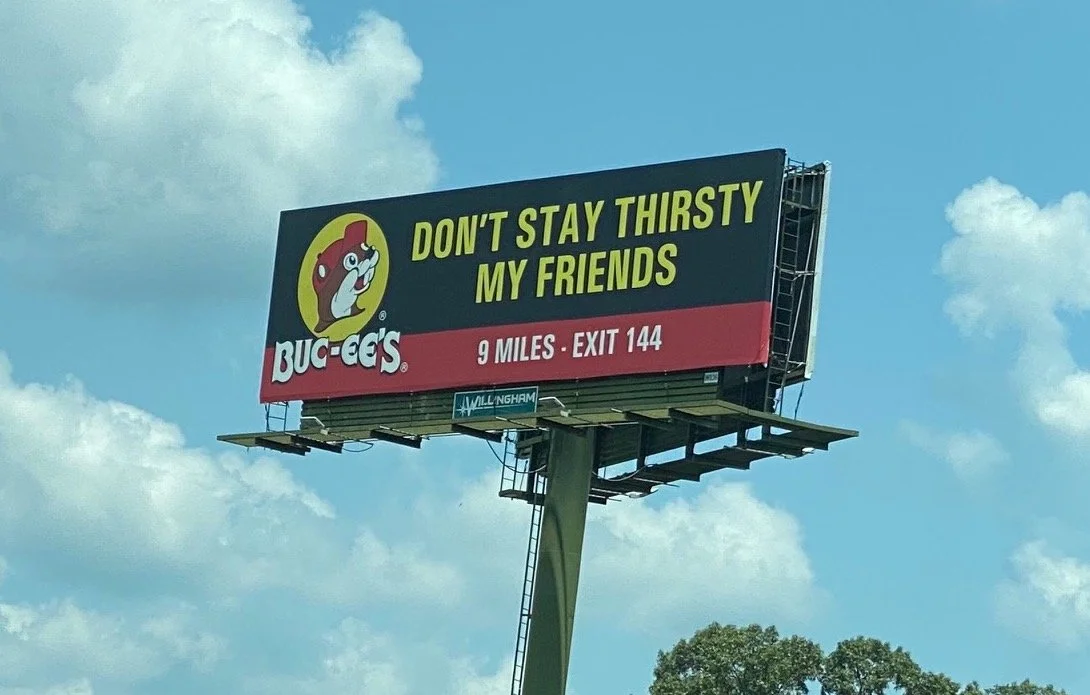 DON'T STAY THIRSTY
MY FRIENDS
BUC-EE'S®
9 MILES - EXIT 144
WILLINGHAM